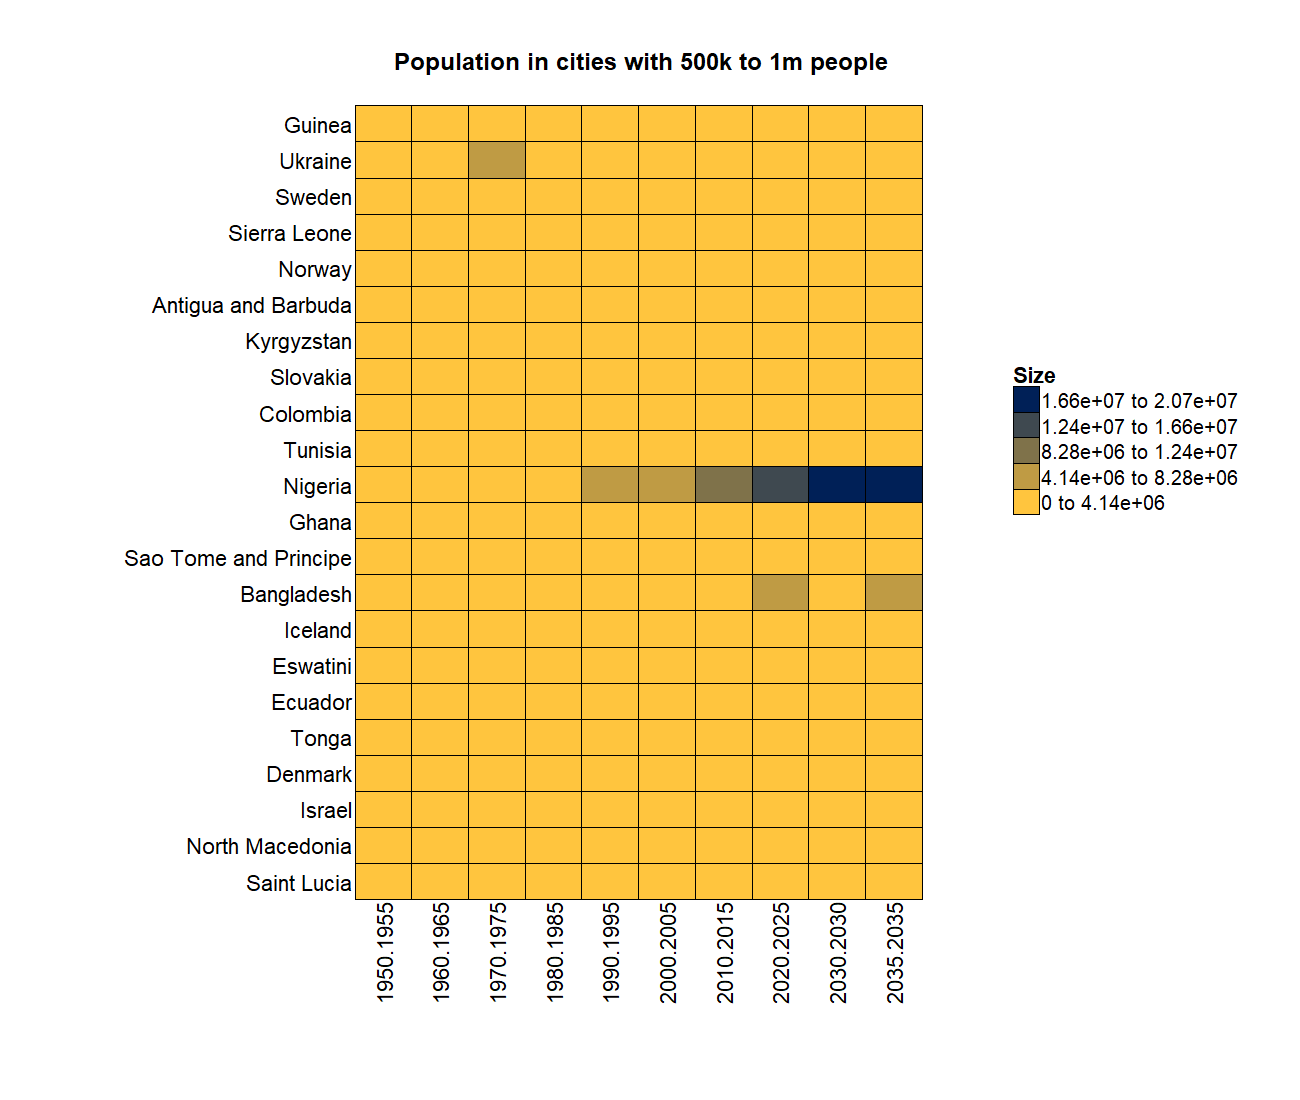 Population in cities with 500k to 1m people
Guinea
Ukraine
Sweden
Sierra Leone
Norway
Antigua and Barbuda
Kyrgyzstan
Slovakia
Colombia
Tunisia
Nigeria
Ghana
Sao Tome and Principe
Bangladesh
Iceland
Eswatini
Ecuador
Tonga
Denmark
Israel
North Macedonia
Saint Lucia
1950.1955
1960.1965
1970.1975
1980.1985
1990.1995
2000.2005
2010.2015
2020.2025
2030.2030
2035.2035
Size
1.66e+07 to 2.07e+07
1.24e+07 to 1.66e+07
8.28e+06 to 1.24e+07
4.14e+06 to 8.28e+06
0 to 4.14e+06